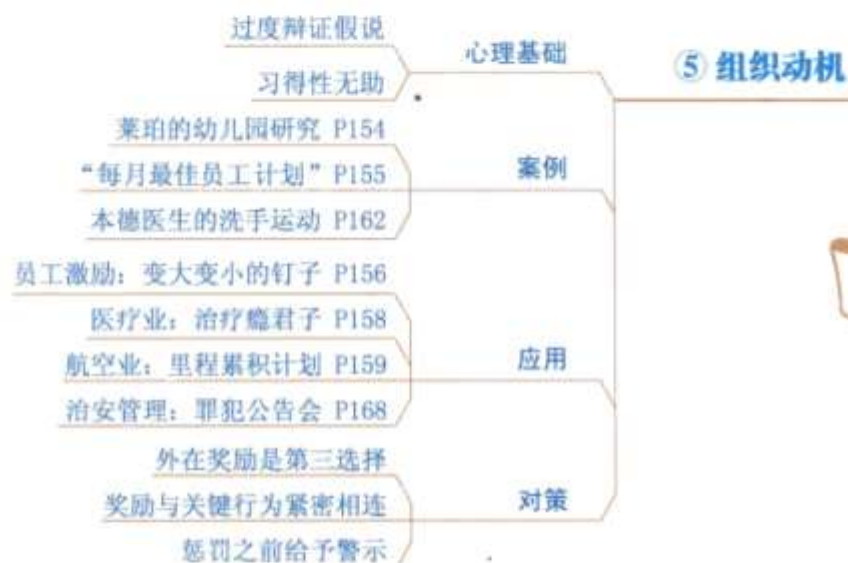 ⑤ 组织动机
心理基础
过度辩证假说
习得性无助
案例
莱珀的幼儿园研究 P154
“每月最佳员工计划”P155
本德医生的洗手运动 P162
应用
员工激励：变大变小的钉子 P156
医疗业：治疗瘾君子 P158
航空业：里程累积计划 P159
治安管理：罪犯公告会 P168
对策
外在奖励是第三选择
奖励与关键行为紧密相连
惩罚之前给予警示